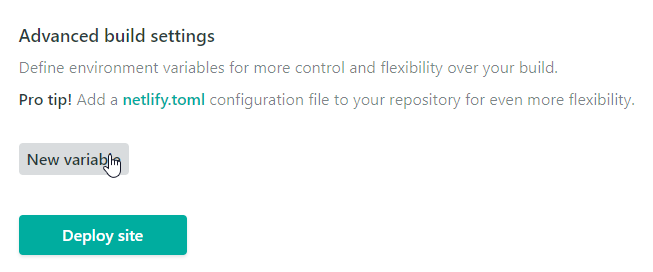 Advanced build settings
Define environment variables for more control and flexibility over your build.
Pro tip! Add a netlify.toml configuration file to your repository for even more flexibility.
New variable
Deploy site